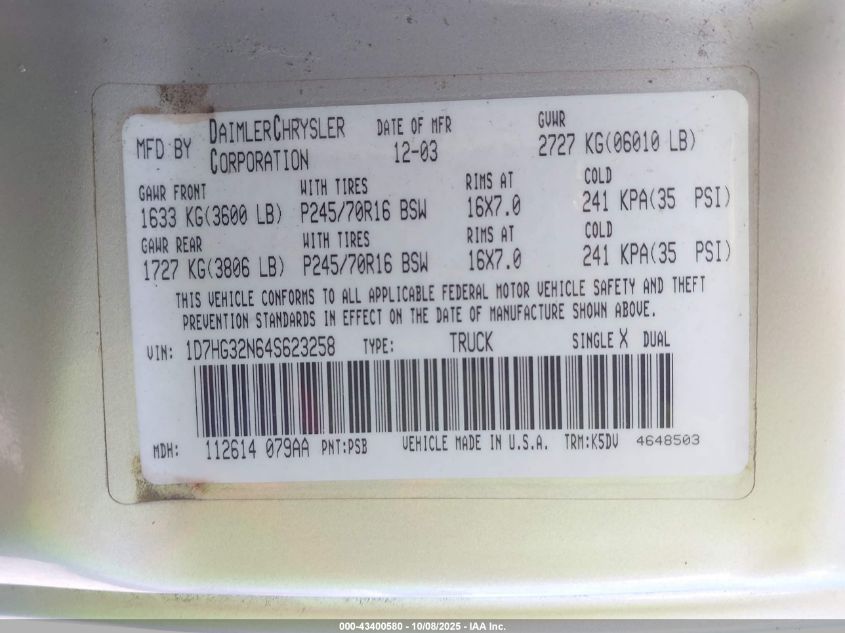 MFD BY DAIMLERCHRYSLER CORPORATION DATE OF MFR 12-03 GVWR 2727 KG(06010 LB)
GAWR FRONT WITH TIRES RIMS AT COLD
1633 KG(3600 LB) P245/70R16 BSW 16X7.0 241 KPA(35 PSI)
GAWR REAR WITH TIRES RIMS AT COLD
1727 KG(3806 LB) P245/70R16 BSW 16X7.0 241 KPA(35 PSI)
THIS VEHICLE CONFORMS TO ALL APPLICABLE FEDERAL MOTOR VEHICLE SAFETY AND THEFT
PREVENTION STANDARDS IN EFFECT ON THE DATE OF MANUFACTURE SHOWN ABOVE.
VIN: 1D7HG32N64S623258 TYPE: TRUCK SINGLE X DUAL
MDH: 112614 079AA PNT:PSB VEHICLE MADE IN U.S.A. TRM:K5DV 4648503
000-43400580 - 10/08/2025 - IAA Inc.